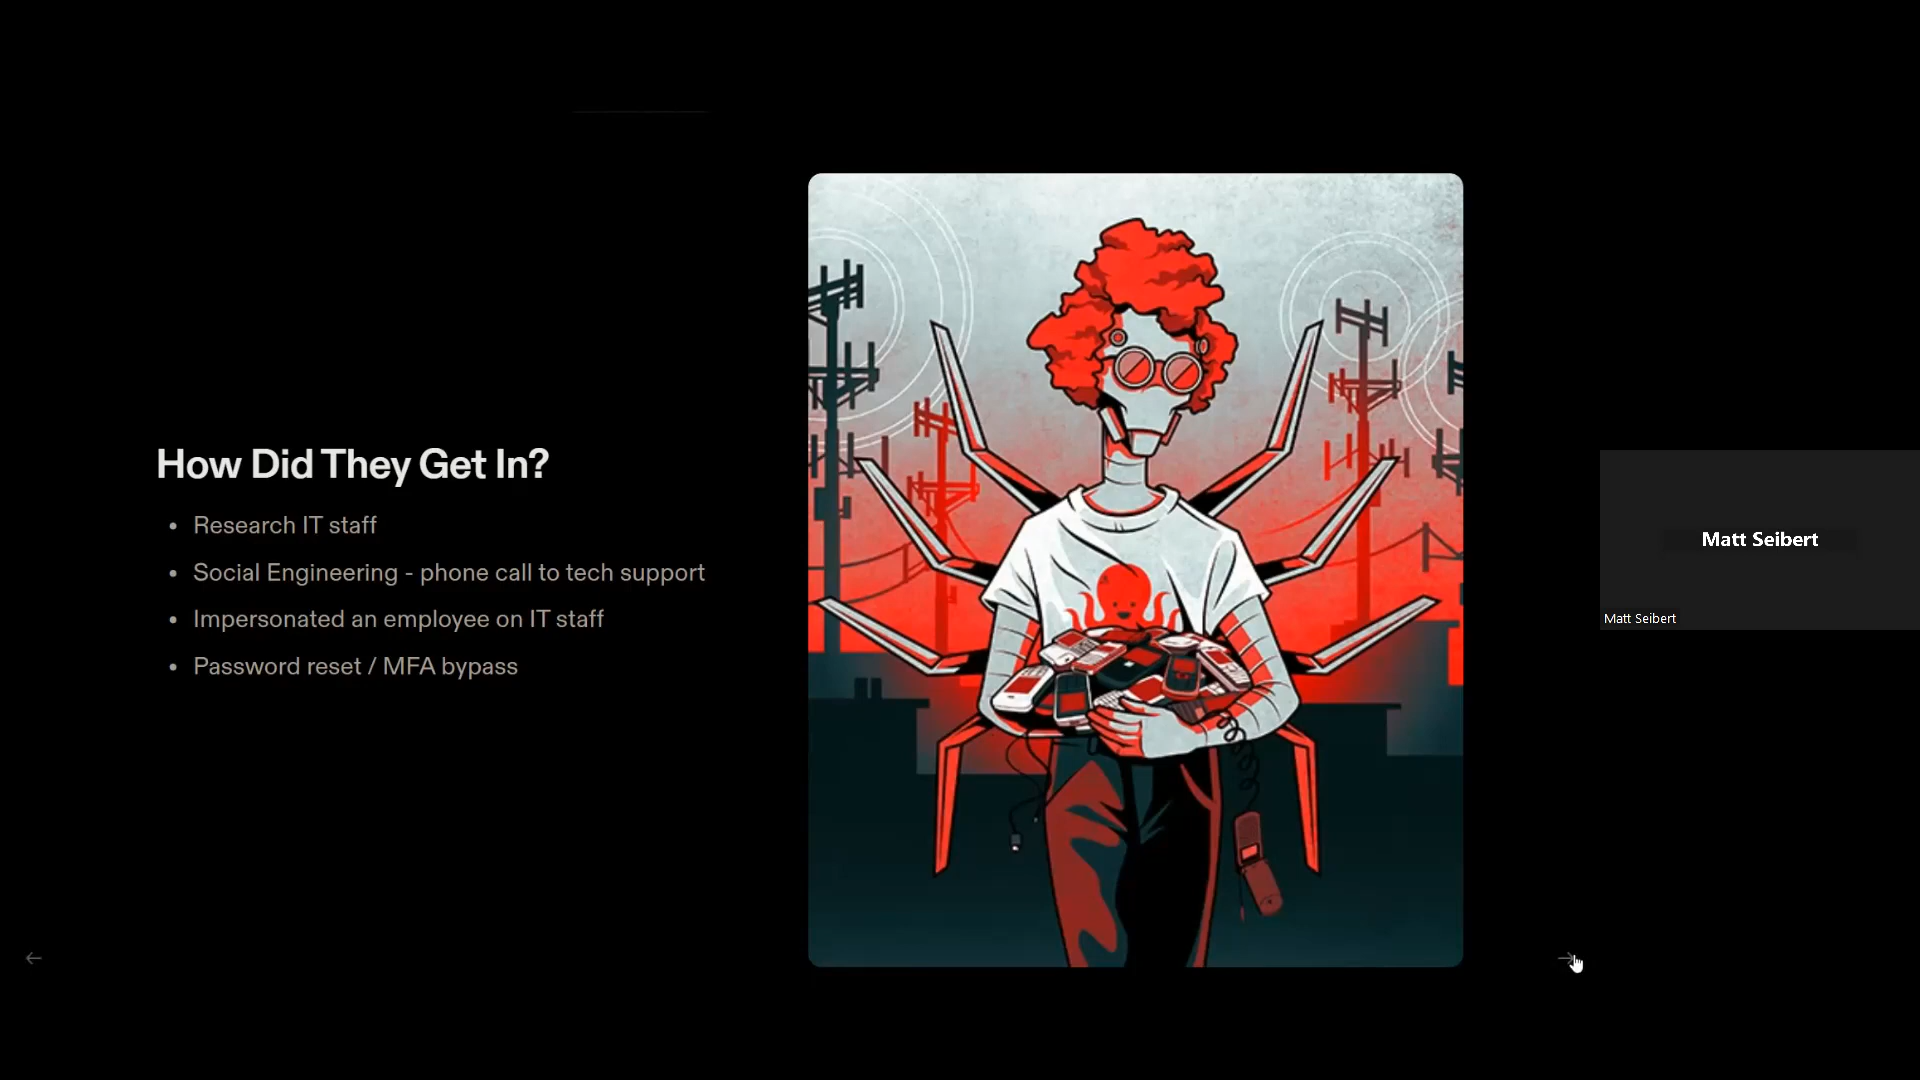 How Did They Get In?
• Research IT staff
• Social Engineering - phone call to tech support
• Impersonated an employee on IT staff
• Password reset / MFA bypass
Matt Seibert
Matt Seibert